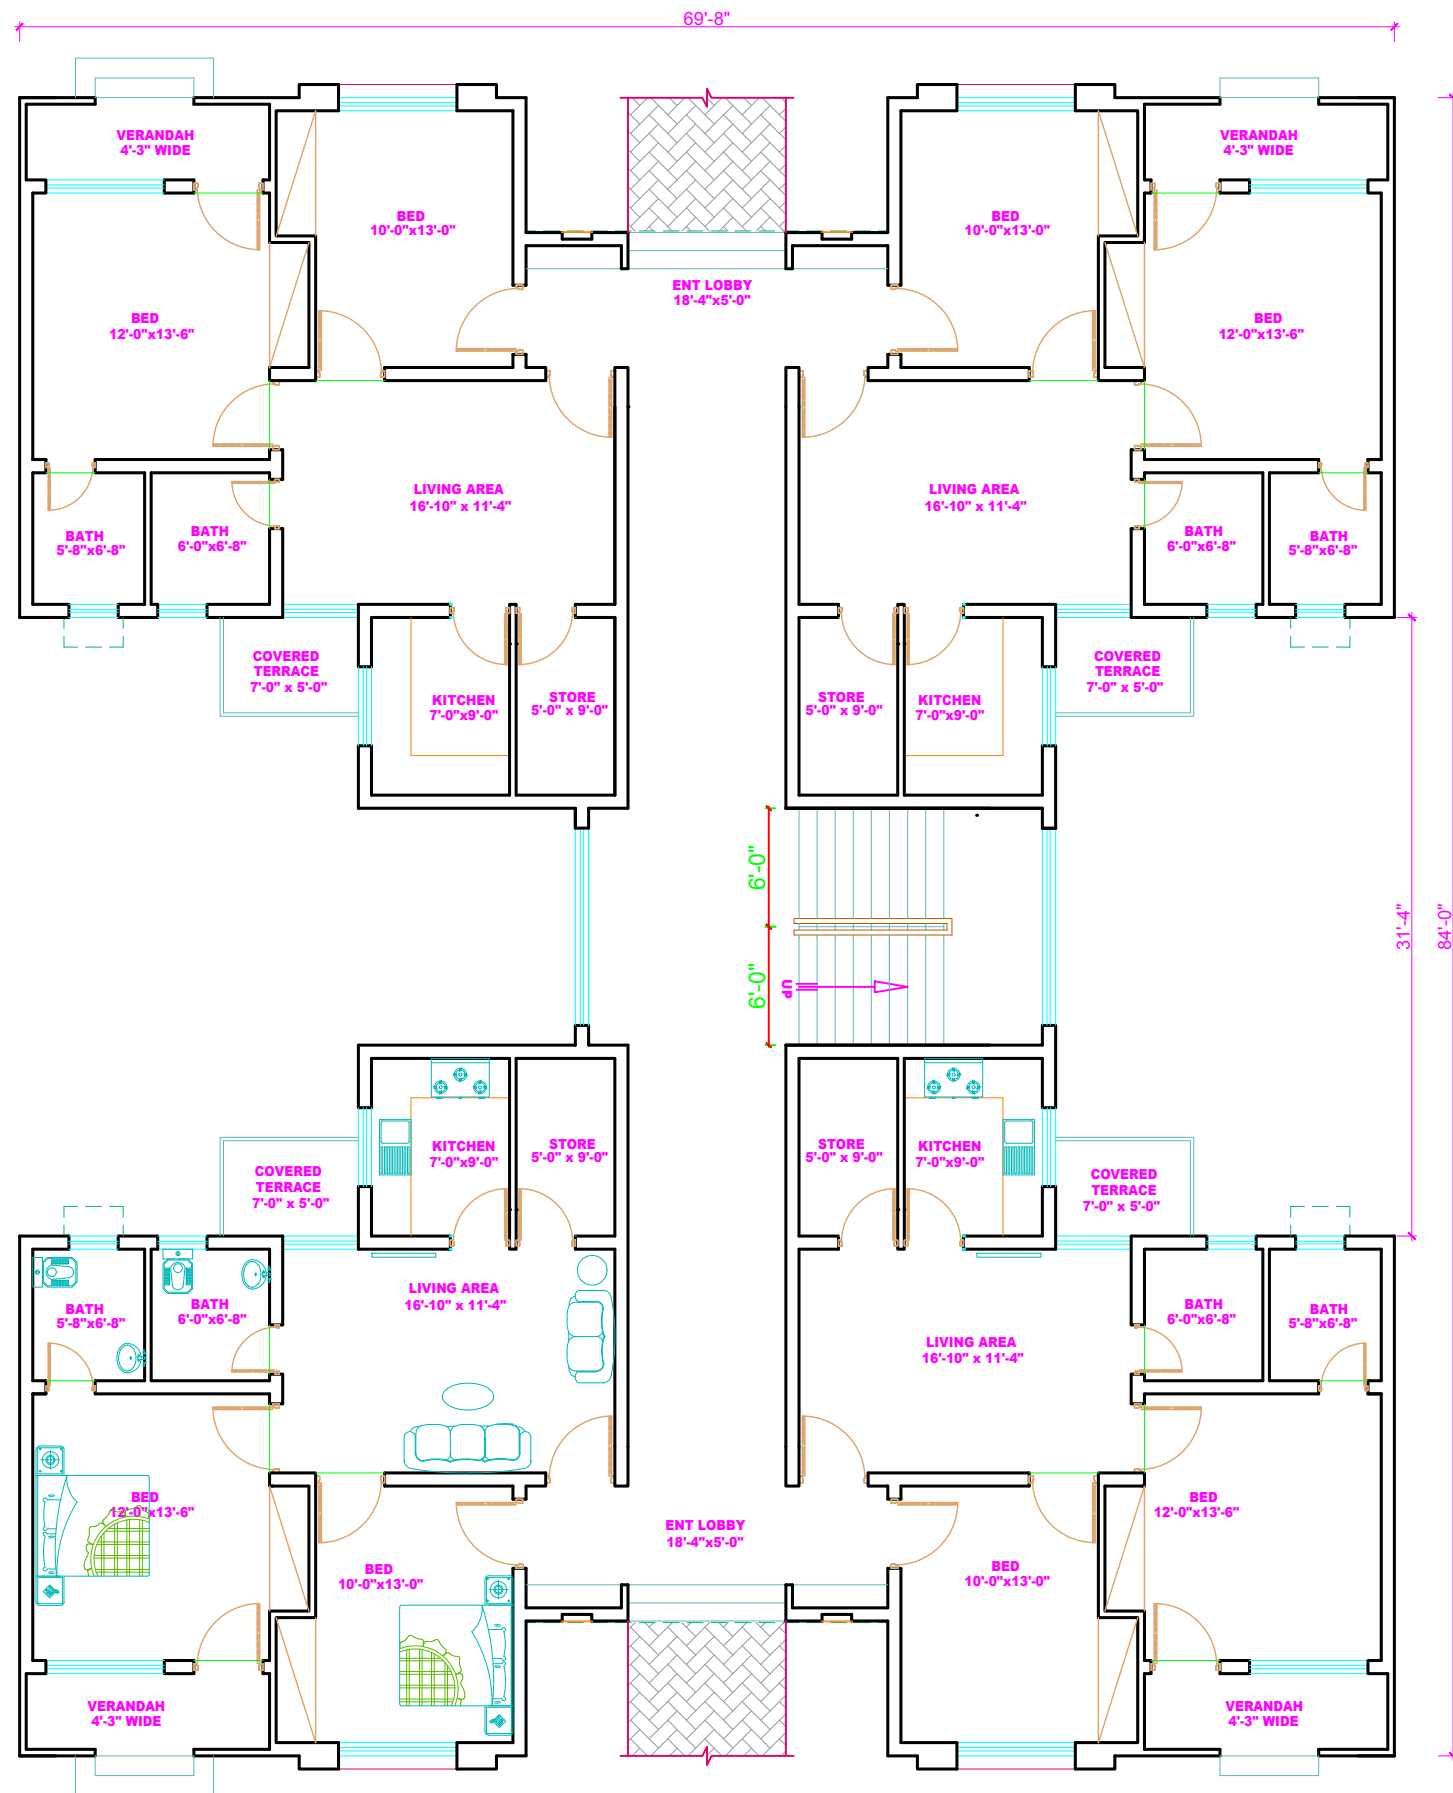 69'-8"
VERANDAH
4'-3" WIDE
VERANDAH
4'-3" WIDE
BED
10'-0"x13'-0"
BED
10'-0"x13'-0"
ENT LOBBY
18'-4"x5'-0"
BED
12'-0"x13'-6"
BED
12'-0"x13'-6"
LIVING AREA
16'-10" x 11'-4"
LIVING AREA
16'-10" x 11'-4"
BATH
5'-8"x6'-8"
BATH
6'-0"x6'-8"
BATH
6'-0"x6'-8"
BATH
5'-8"x6'-8"
COVERED
TERRACE
7'-0" x 5'-0"
KITCHEN
7'-0"x9'-0"
STORE
5'-0" x 9'-0"
STORE
5'-0" x 9'-0"
KITCHEN
7'-0"x9'-0"
COVERED
TERRACE
7'-0" x 5'-0"
6'-0"
6'-0"
UP
31'-4"
84'-0"
COVERED
TERRACE
7'-0" x 5'-0"
KITCHEN
7'-0"x9'-0"
STORE
5'-0" x 9'-0"
STORE
5'-0" x 9'-0"
KITCHEN
7'-0"x9'-0"
COVERED
TERRACE
7'-0" x 5'-0"
BATH
5'-8"x6'-8"
BATH
6'-0"x6'-8"
LIVING AREA
16'-10" x 11'-4"
LIVING AREA
16'-10" x 11'-4"
BATH
6'-0"x6'-8"
BATH
5'-8"x6'-8"
BED
12'-0"x13'-6"
BED
12'-0"x13'-6"
ENT LOBBY
18'-4"x5'-0"
BED
10'-0"x13'-0"
BED
10'-0"x13'-0"
VERANDAH
4'-3" WIDE
VERANDAH
4'-3" WIDE